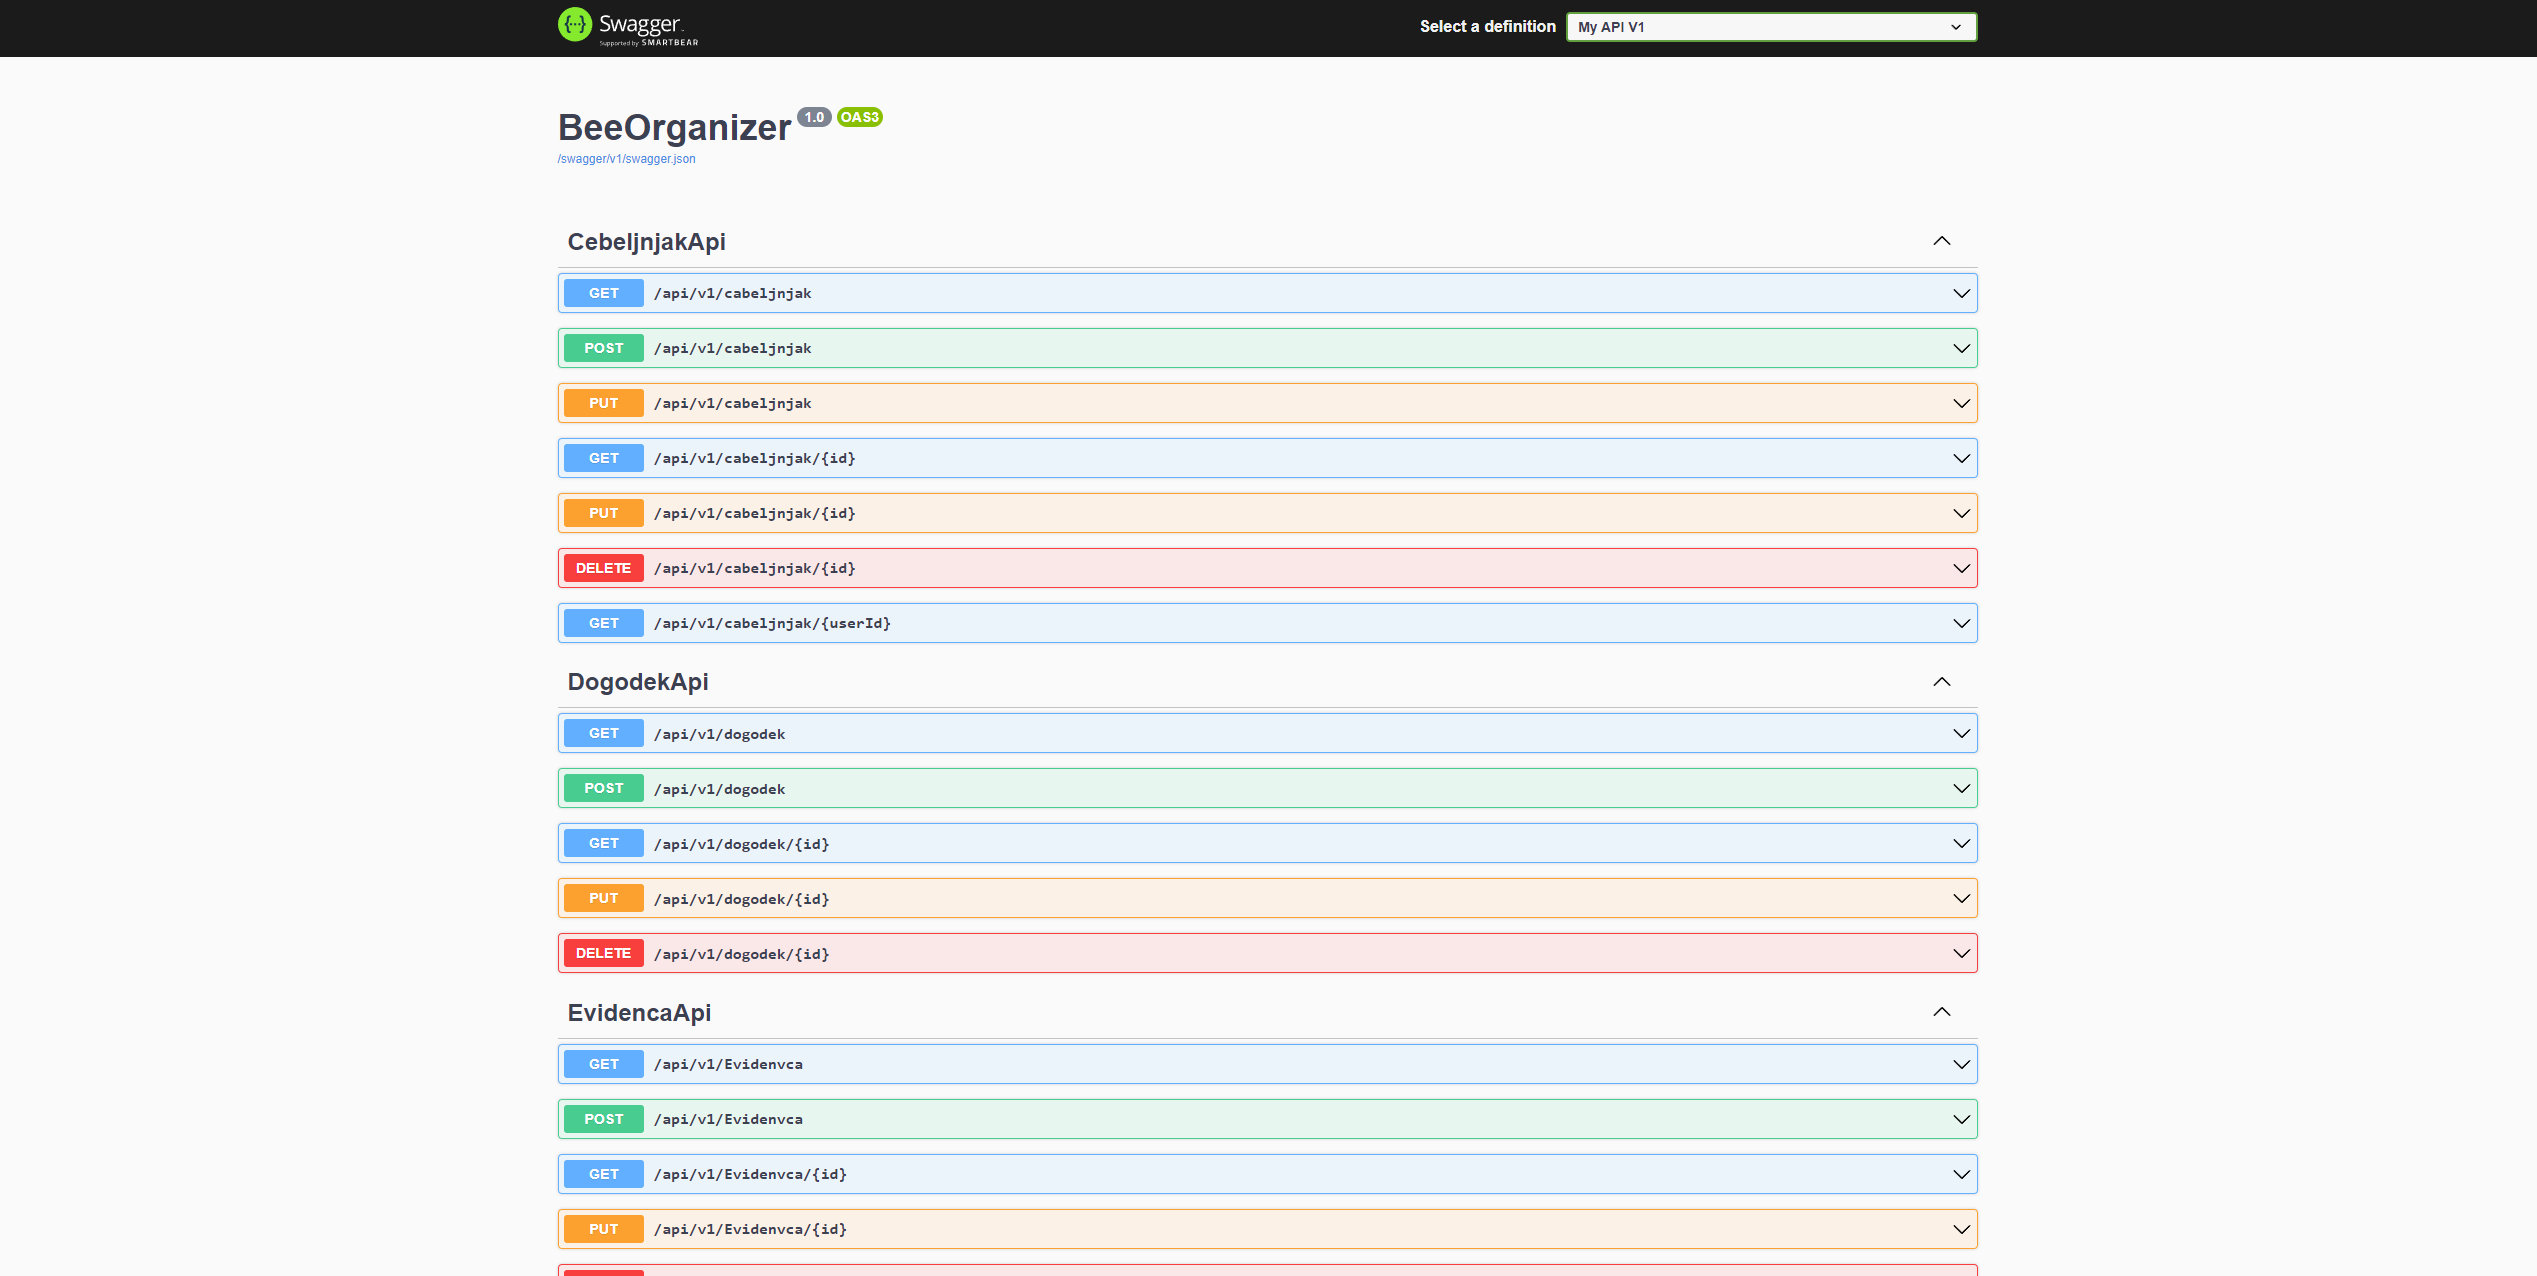 Swagger
Supported by SMARTBEAR
Select a definition
My API V1
BeeOrganizer 1.0 OAS3
/swagger/v1/swagger.json
CebeljnjakApi
GET /api/v1/cabeljnjak
POST /api/v1/cabeljnjak
PUT /api/v1/cabeljnjak
GET /api/v1/cabeljnjak/{id}
PUT /api/v1/cabeljnjak/{id}
DELETE /api/v1/cabeljnjak/{id}
GET /api/v1/cabeljnjak/{userId}
DogodekApi
GET /api/v1/dogodek
POST /api/v1/dogodek
GET /api/v1/dogodek/{id}
PUT /api/v1/dogodek/{id}
DELETE /api/v1/dogodek/{id}
EvidencaApi
GET /api/v1/Evidenvca
POST /api/v1/Evidenvca
GET /api/v1/Evidenvca/{id}
PUT /api/v1/Evidenvca/{id}